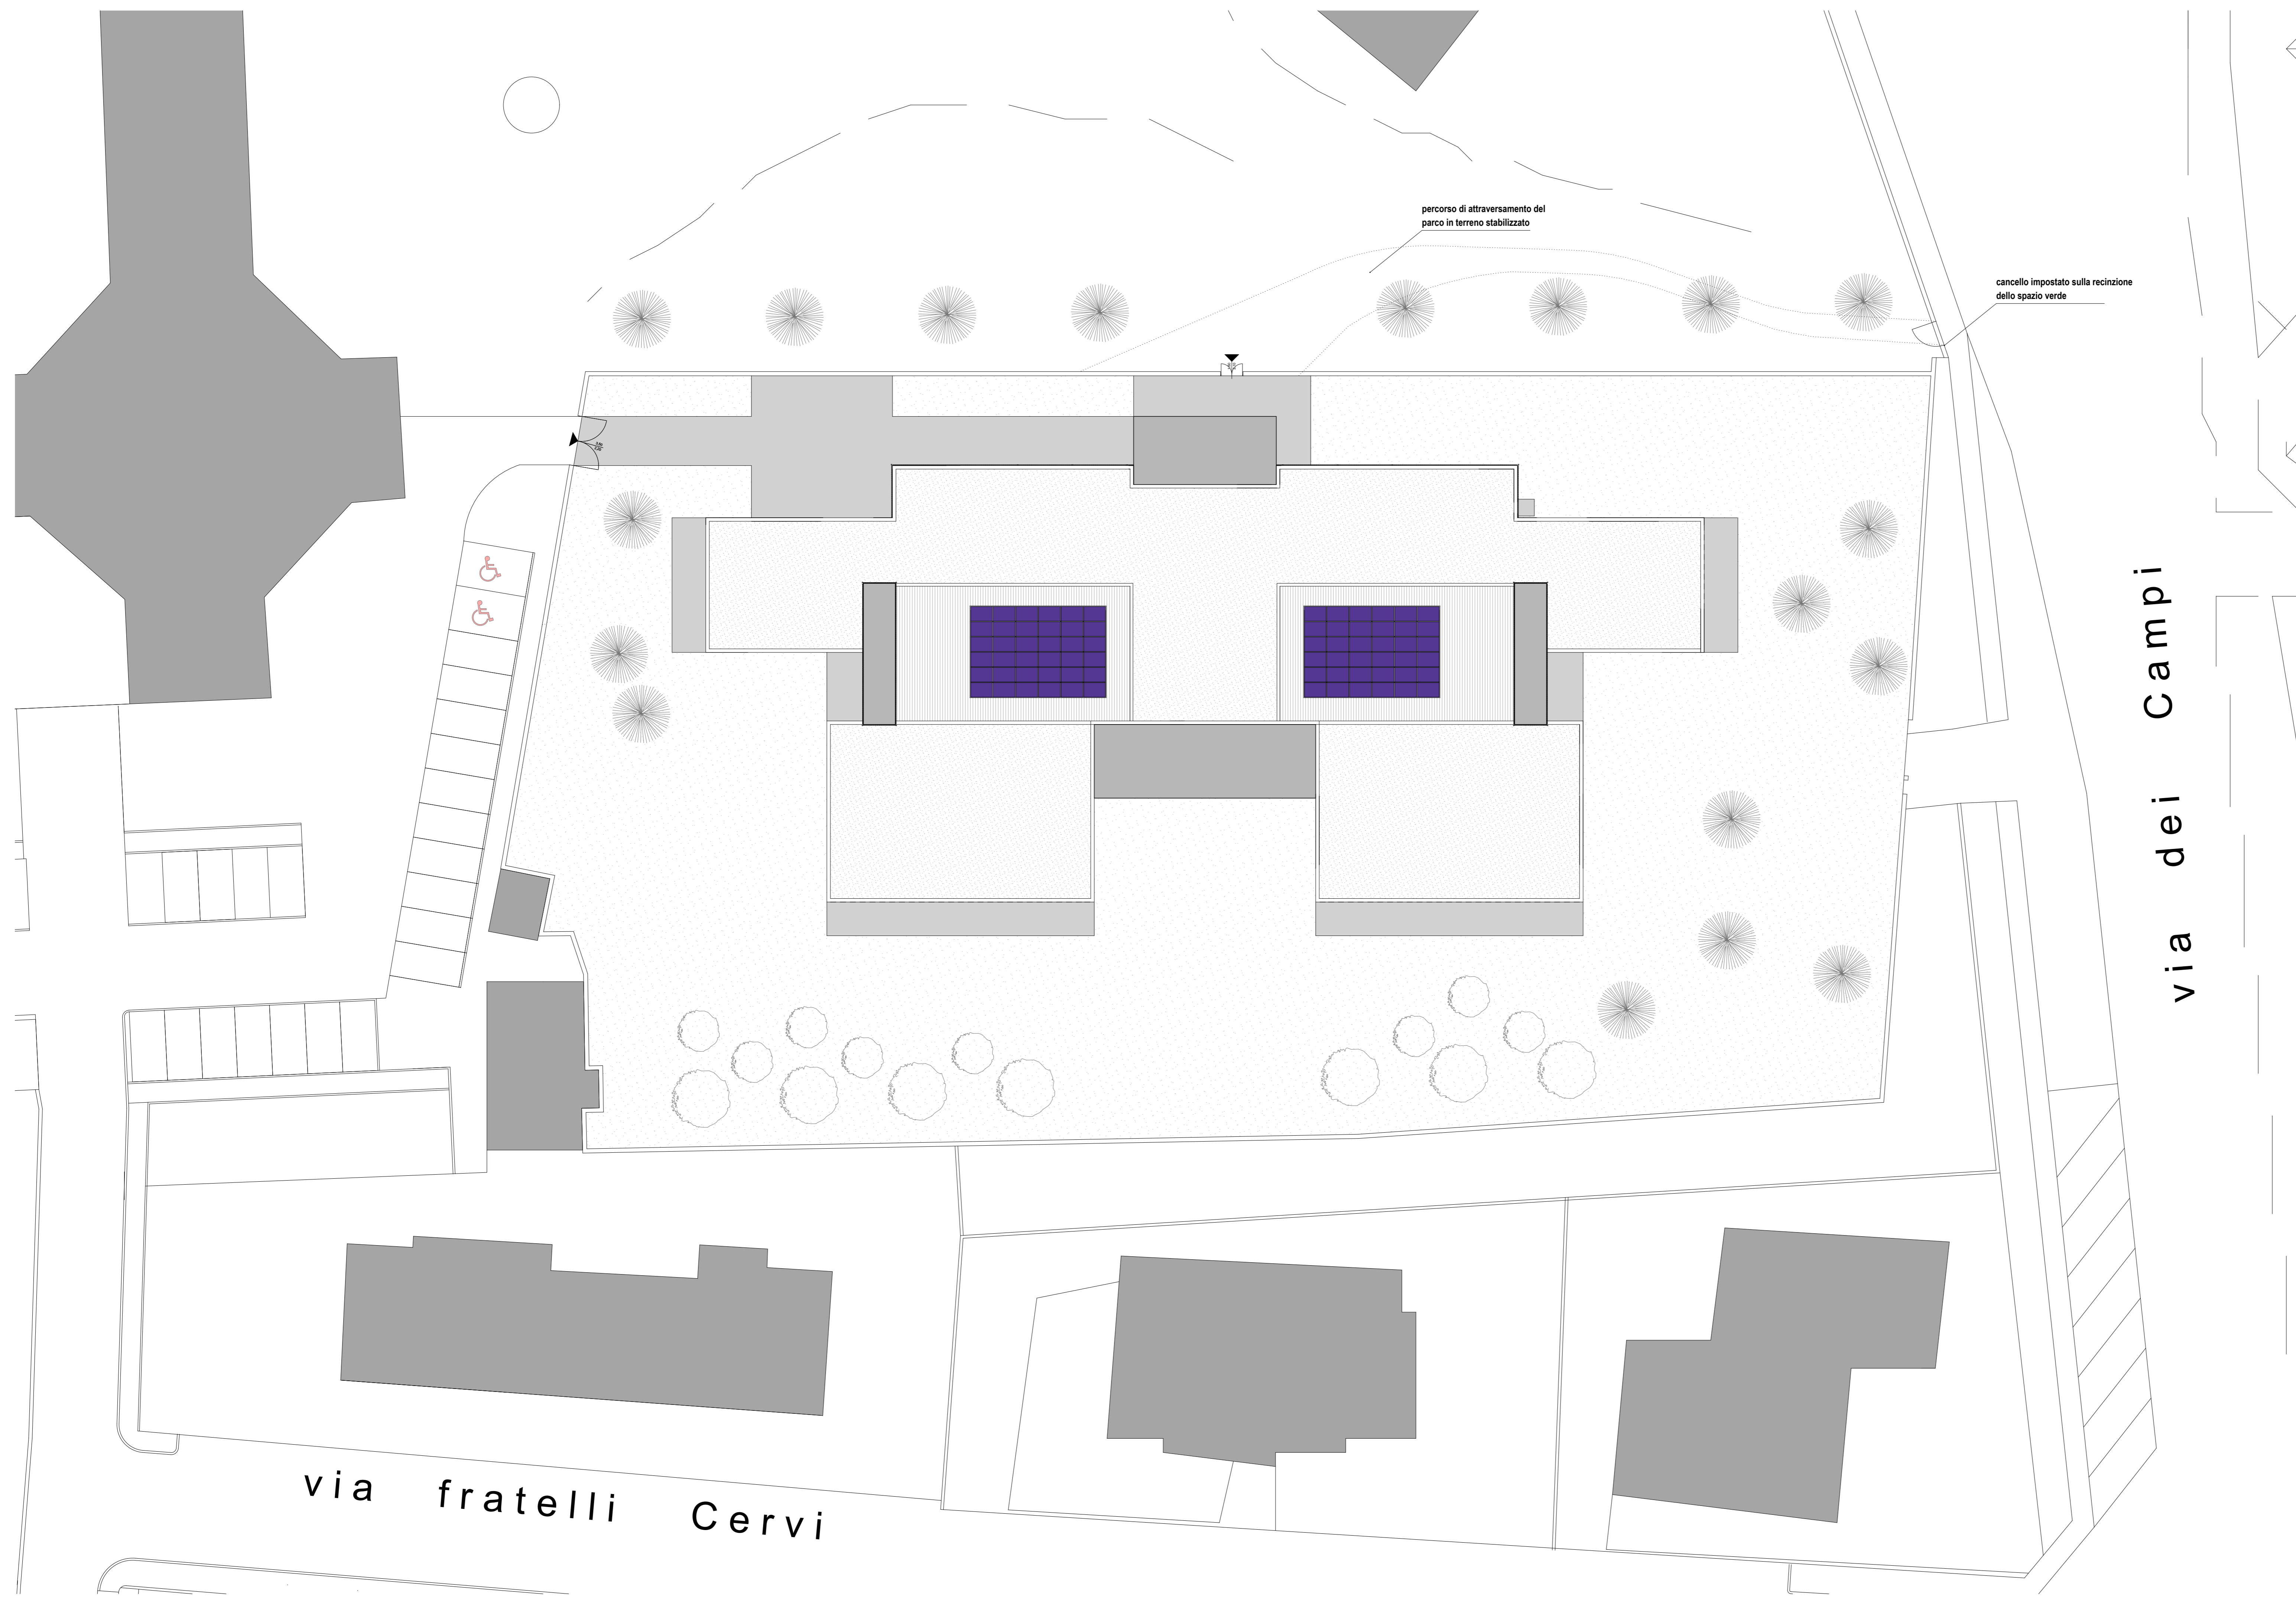 percorso di attraversamento del
parco in terreno stabilizzato
cancello impostato sulla recinzione
dello spazio verde
via dei Campi
via fratelli Cervi